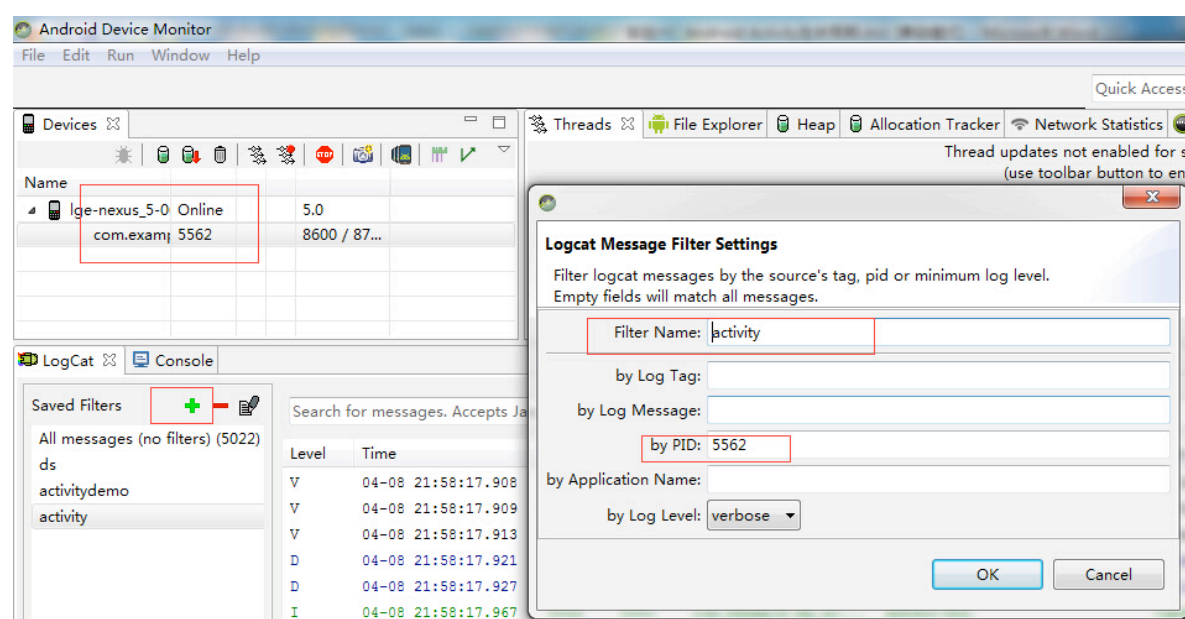 Android Device Monitor
File Edit Run Window Help
Quick Access
Devices
Threads File Explorer Heap Allocation Tracker Network Statistics
Thread updates not enabled for s
(use toolbar button to en
Name
lge-nexus_5-0 Online 5.0
com.examp 5562 8600 / 87...
Logcat Message Filter Settings
Filter logcat messages by the source's tag, pid or minimum log level.
Empty fields will match all messages.
Filter Name: activity
by Log Tag:
by Log Message:
by PID: 5562
by Application Name:
by Log Level: verbose
OK Cancel
LogCat Console
Saved Filters
All messages (no filters) (5022)
ds
activitydemo
activity
Search for messages. Accepts Ja
Level Time
V 04-08 21:58:17.908
V 04-08 21:58:17.909
V 04-08 21:58:17.913
D 04-08 21:58:17.921
D 04-08 21:58:17.927
I 04-08 21:58:17.967